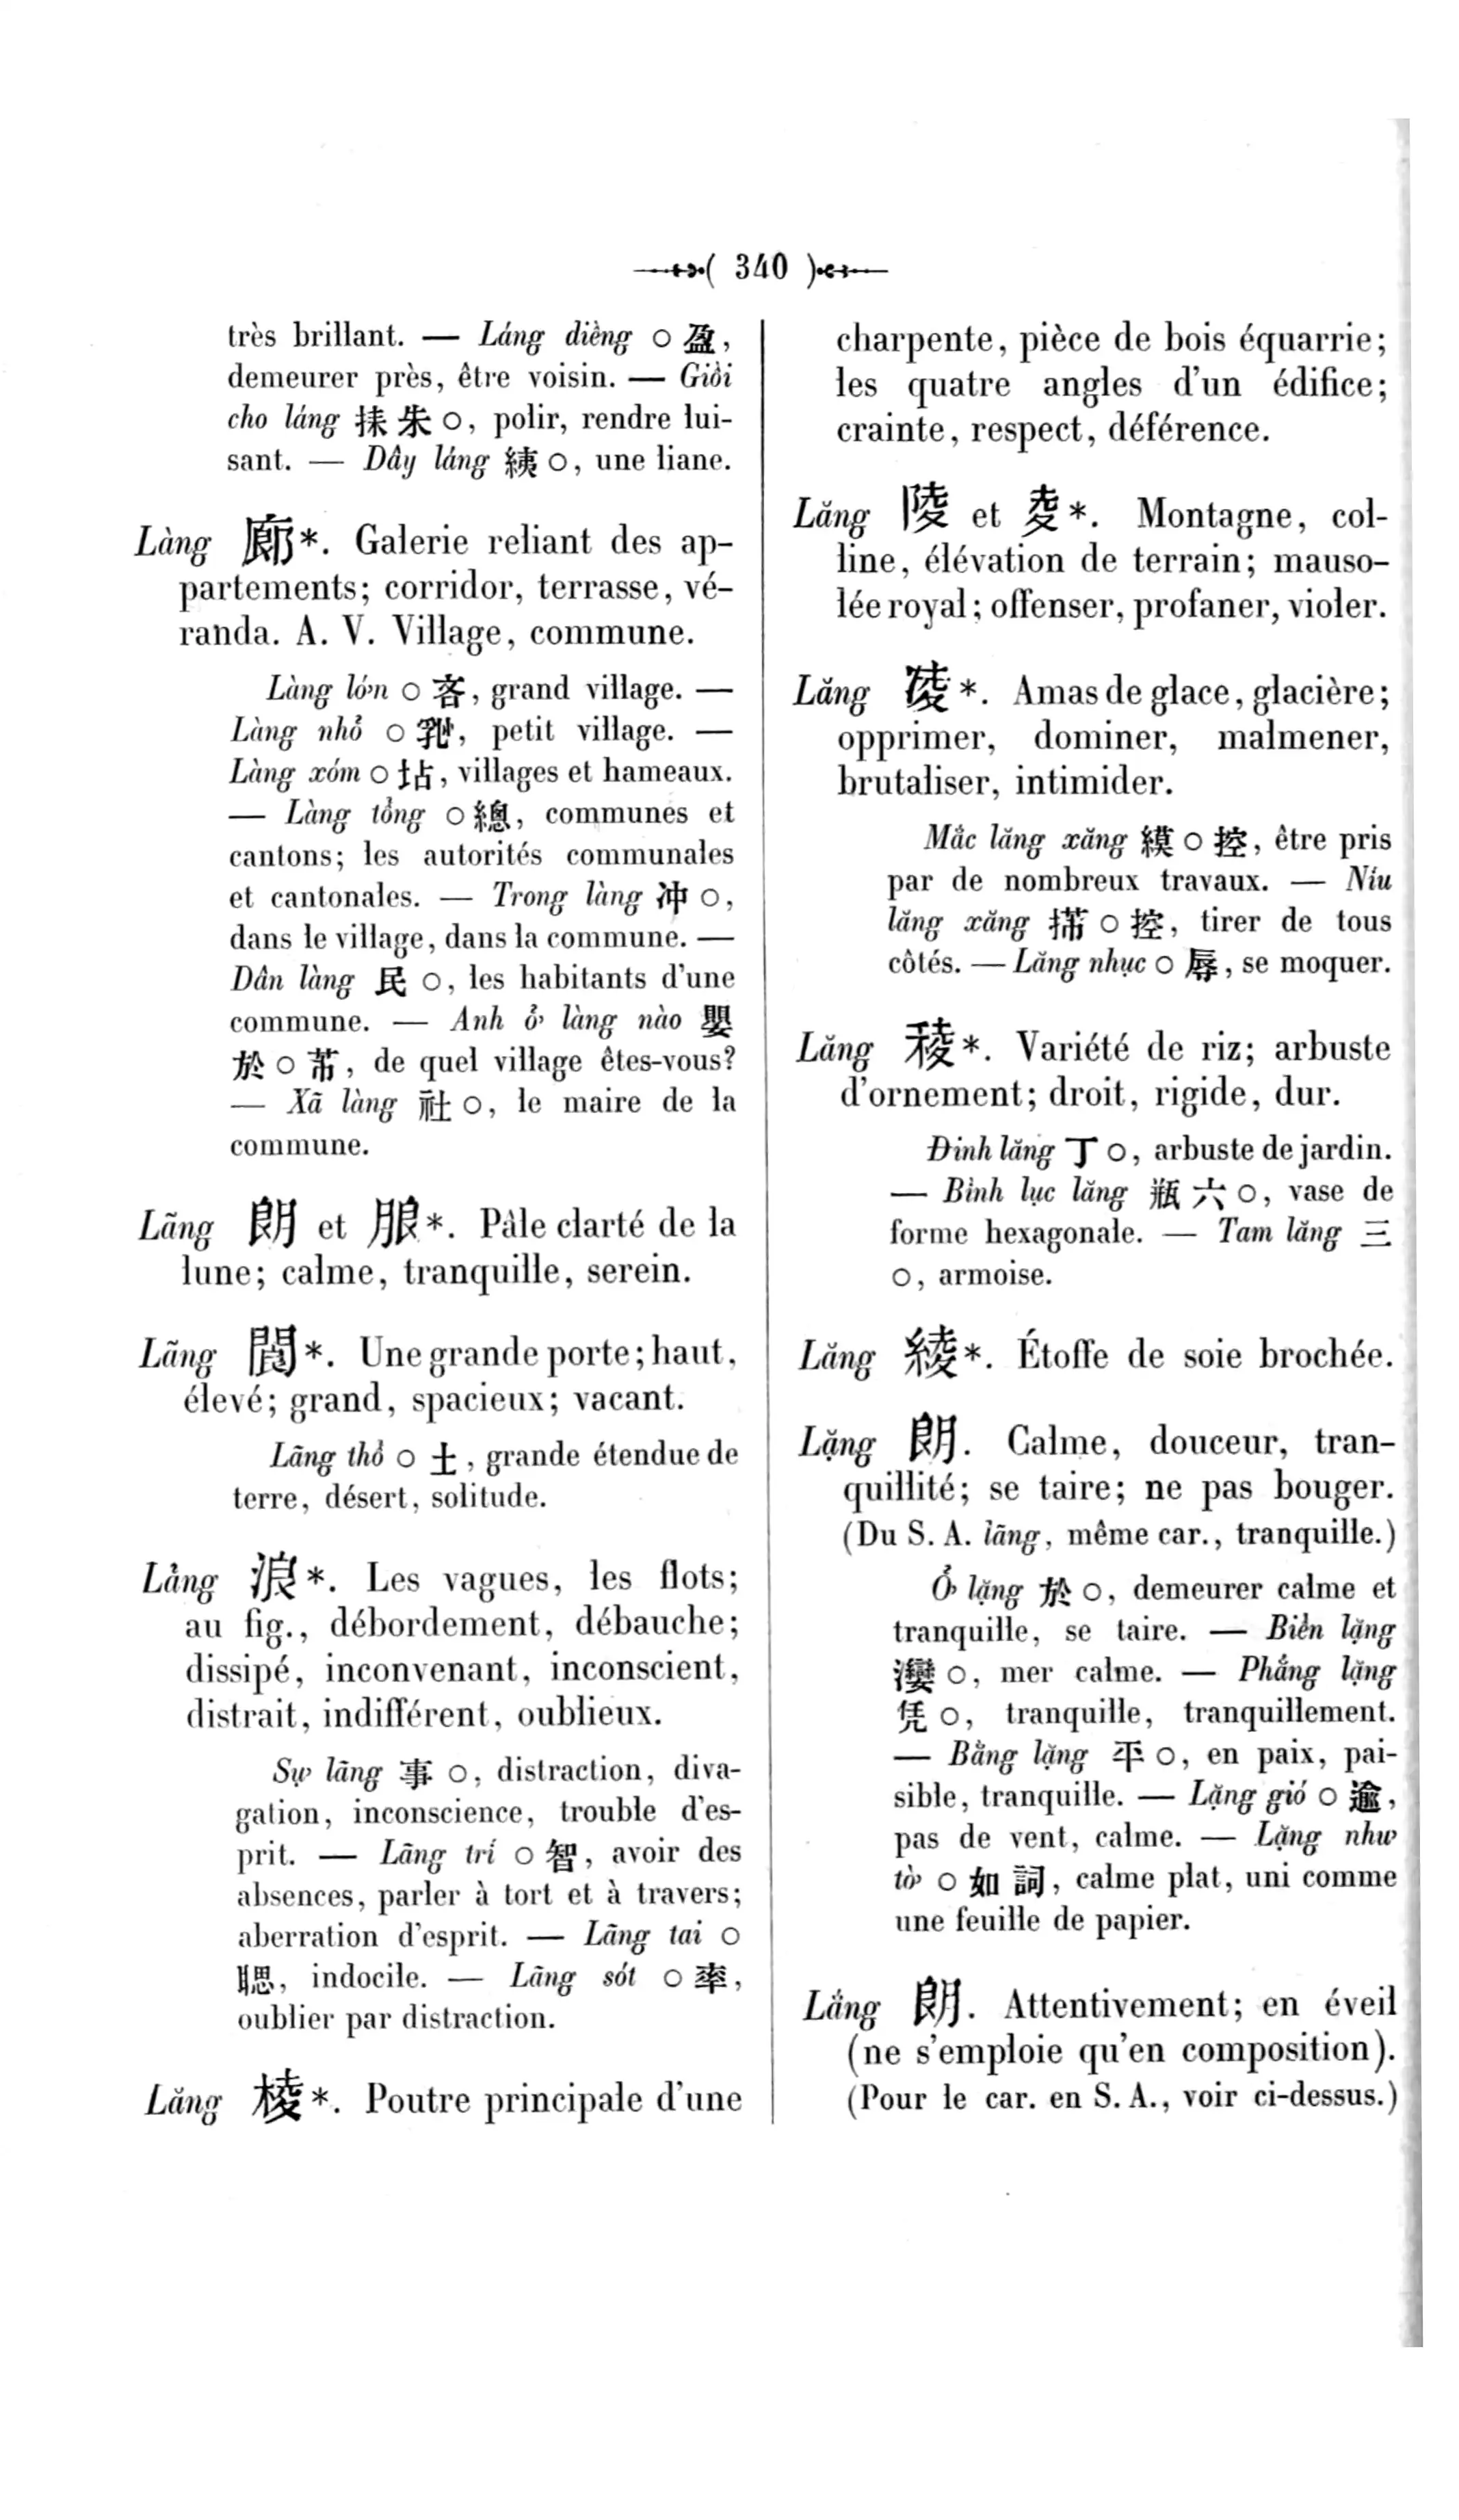 ( 340 )
très brillant. — Láng diềng ○ 盈,
demeurer près, être voisin. — Giồi
cho láng 抹 朱 ○, polir, rendre lui-
sant. — Dây láng 𦀊 ○, une liane.
Làng 廊*. Galerie reliant des ap-
partements; corridor, terrasse, vé-
randa. A. V. Village, commune.
Làng lớn ○ 吝, grand village. —
Làng nhỏ ○, petit village. —
Làng xóm ○ 坫, villages et hameaux.
— Làng tổng ○ 總, communes et
cantons; les autorités communales
et cantonales. — Trong làng 冲 ○,
dans le village, dans la commune. —
Dân làng 民 ○, les habitants d'une
commune. — Anh ở làng nào 嬰
於 ○ 芾, de quel village êtes-vous?
— Xã làng 社 ○, le maire de la
commune.
Lãng 朗 et 朖*. Pâle clarté de la
lune; calme, tranquille, serein.
Lãng 閬*. Une grande porte; haut,
élevé; grand, spacieux; vacant.
Lãng thổ ○ 土, grande étendue de
terre, désert, solitude.
Lảng 浪*. Les vagues, les flots;
au fig., débordement, débauche;
dissipé, inconvenant, inconscient,
distrait, indifférent, oublieux.
Sự lãng 事 ○, distraction, diva-
gation, inconscience, trouble d'es-
prit. — Lãng trí ○ 智, avoir des
absences, parler à tort et à travers;
aberration d'esprit. — Lãng tai ○
聰, indocile. — Lãng sót ○ 率,
oublier par distraction.
Lăng 棱*. Poutre principale d'une
charpente, pièce de bois équarrie;
les quatre angles d'un édifice;
crainte, respect, déférence.
Lăng 陵 et 夌*. Montagne, col-
line, élévation de terrain; mauso-
lée royal; offenser, profaner, violer.
Lăng*. Amas de glace, glacière;
opprimer, dominer, malmener,
brutaliser, intimider.
Mắc lăng xăng 縸 ○ 控, être pris
par de nombreux travaux. — Níu
lăng xăng ○ 控, tirer de tous
côtés. — Lăng nhục ○ 辱, se moquer.
Lăng 稜*. Variété de riz; arbuste
d'ornement; droit, rigide, dur.
Đinh lăng 丁 ○, arbuste de jardin.
— Bình lục lăng 瓶 六 ○, vase de
forme hexagonale. — Tam lăng 三
○, armoise.
Lăng 綾*. Étoffe de soie brochée.
Lặng 朗. Calme, douceur, tran-
quillité; se taire; ne pas bouger.
(Du S. A. lãng, même car., tranquille.)
Ở lặng 於 ○, demeurer calme et
tranquille, se taire. — Biển lặng
㴜 ○, mer calme. — Phẳng lặng
凭 ○, tranquille, tranquillement.
— Bằng lặng 平 ○, en paix, pai-
sible, tranquille. — Lặng gió ○,
pas de vent, calme. — Lặng như
tờ ○ 如 詞, calme plat, uni comme
une feuille de papier.
Lẳng 朗. Attentivement; en éveil
(ne s'emploie qu'en composition).
(Pour le car. en S. A., voir ci-dessus.)